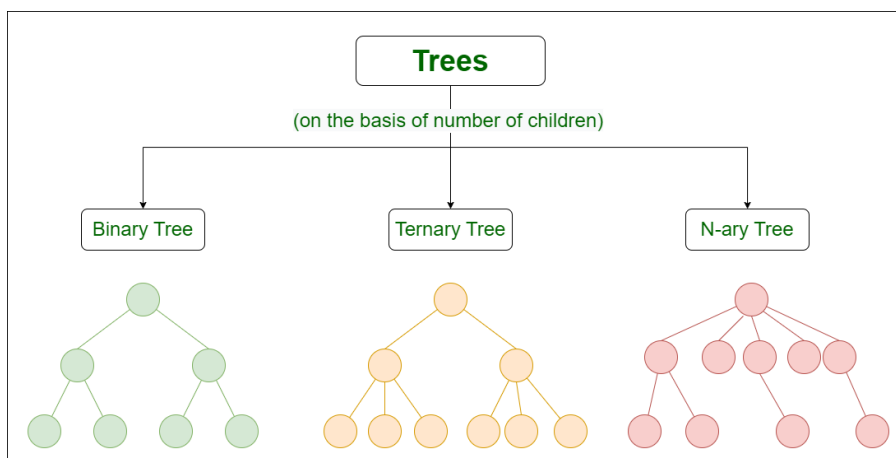 Trees
(on the basis of number of children)
Binary Tree
Ternary Tree
N-ary Tree